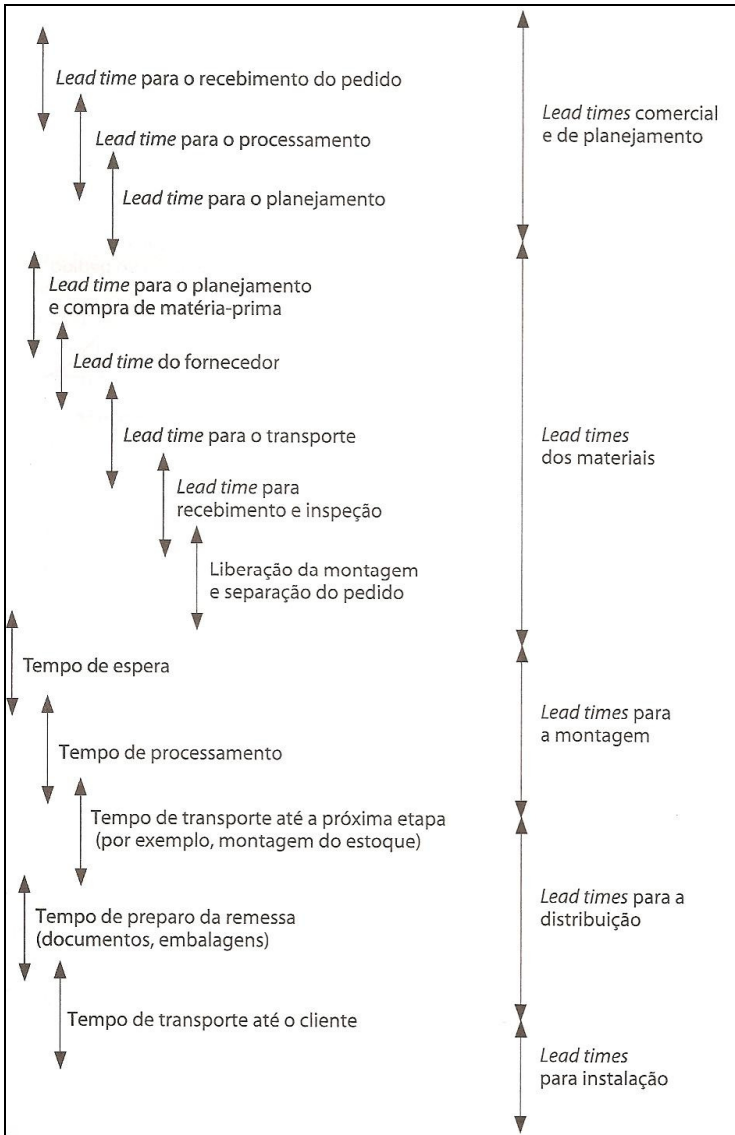 Lead time para o recebimento do pedido
Lead time para o processamento
Lead time para o planejamento
Lead times comercial
e de planejamento
Lead time para o planejamento
e compra de matéria-prima
Lead time do fornecedor
Lead time para o transporte
Lead time para
recebimento e inspeção
Liberação da montagem
e separação do pedido
Lead times
dos materiais
Tempo de espera
Tempo de processamento
Tempo de transporte até a próxima etapa
(por exemplo, montagem do estoque)
Lead times para
a montagem
Tempo de preparo da remessa
(documentos, embalagens)
Tempo de transporte até o cliente
Lead times para a
distribuição
Lead times
para instalação